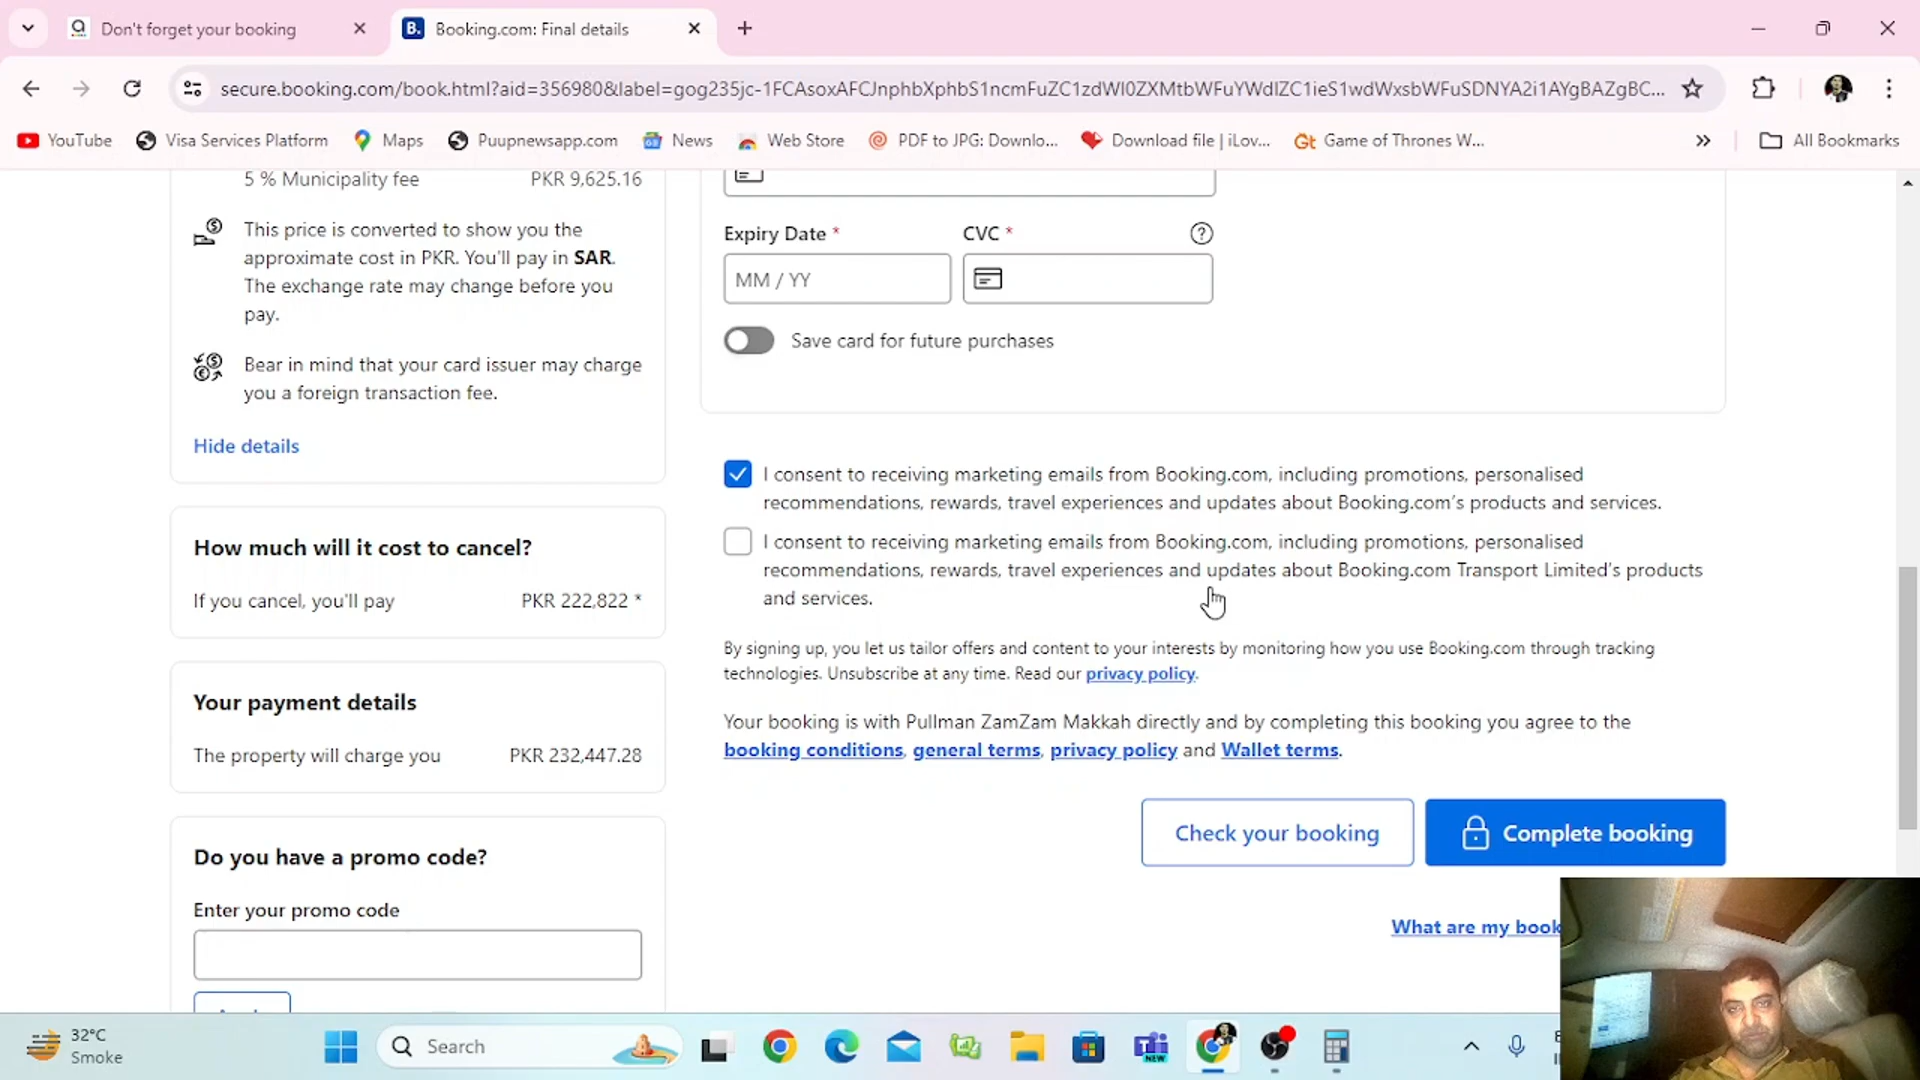 Don't forget your booking
B. Booking.com: Final details
secure.booking.com/book.html?aid=356980&label=gog235jc-1FCAsoxAFCJnphbXphbS1ncmFuZC1zdWl0ZXMtbWFuYWdlZC1ieS1wdWxsbWFuSDNYA2i1AYgBAZgBC...
YouTube
Visa Services Platform
Maps
Puupnewsapp.com
News
Web Store
PDF to JPG: Downlo...
Download file | iLov...
Gt Game of Thrones W...
»
All Bookmarks
5 % Municipality fee PKR 9,625.16
This price is converted to show you the
approximate cost in PKR. You'll pay in SAR.
The exchange rate may change before you
pay.
Bear in mind that your card issuer may charge
you a foreign transaction fee.
Hide details
How much will it cost to cancel?
If you cancel, you'll pay PKR 222,822 *
Your payment details
The property will charge you PKR 232,447.28
Do you have a promo code?
Enter your promo code
Expiry Date * CVC *
MM / YY
Save card for future purchases
I consent to receiving marketing emails from Booking.com, including promotions, personalised
recommendations, rewards, travel experiences and updates about Booking.com's products and services.
I consent to receiving marketing emails from Booking.com, including promotions, personalised
recommendations, rewards, travel experiences and updates about Booking.com Transport Limited's products
and services.
By signing up, you let us tailor offers and content to your interests by monitoring how you use Booking.com through tracking
technologies. Unsubscribe at any time. Read our privacy policy.
Your booking is with Pullman ZamZam Makkah directly and by completing this booking you agree to the
booking conditions, general terms, privacy policy and Wallet terms.
Check your booking
Complete booking
What are my book
32°C
Smoke
Search
NEW